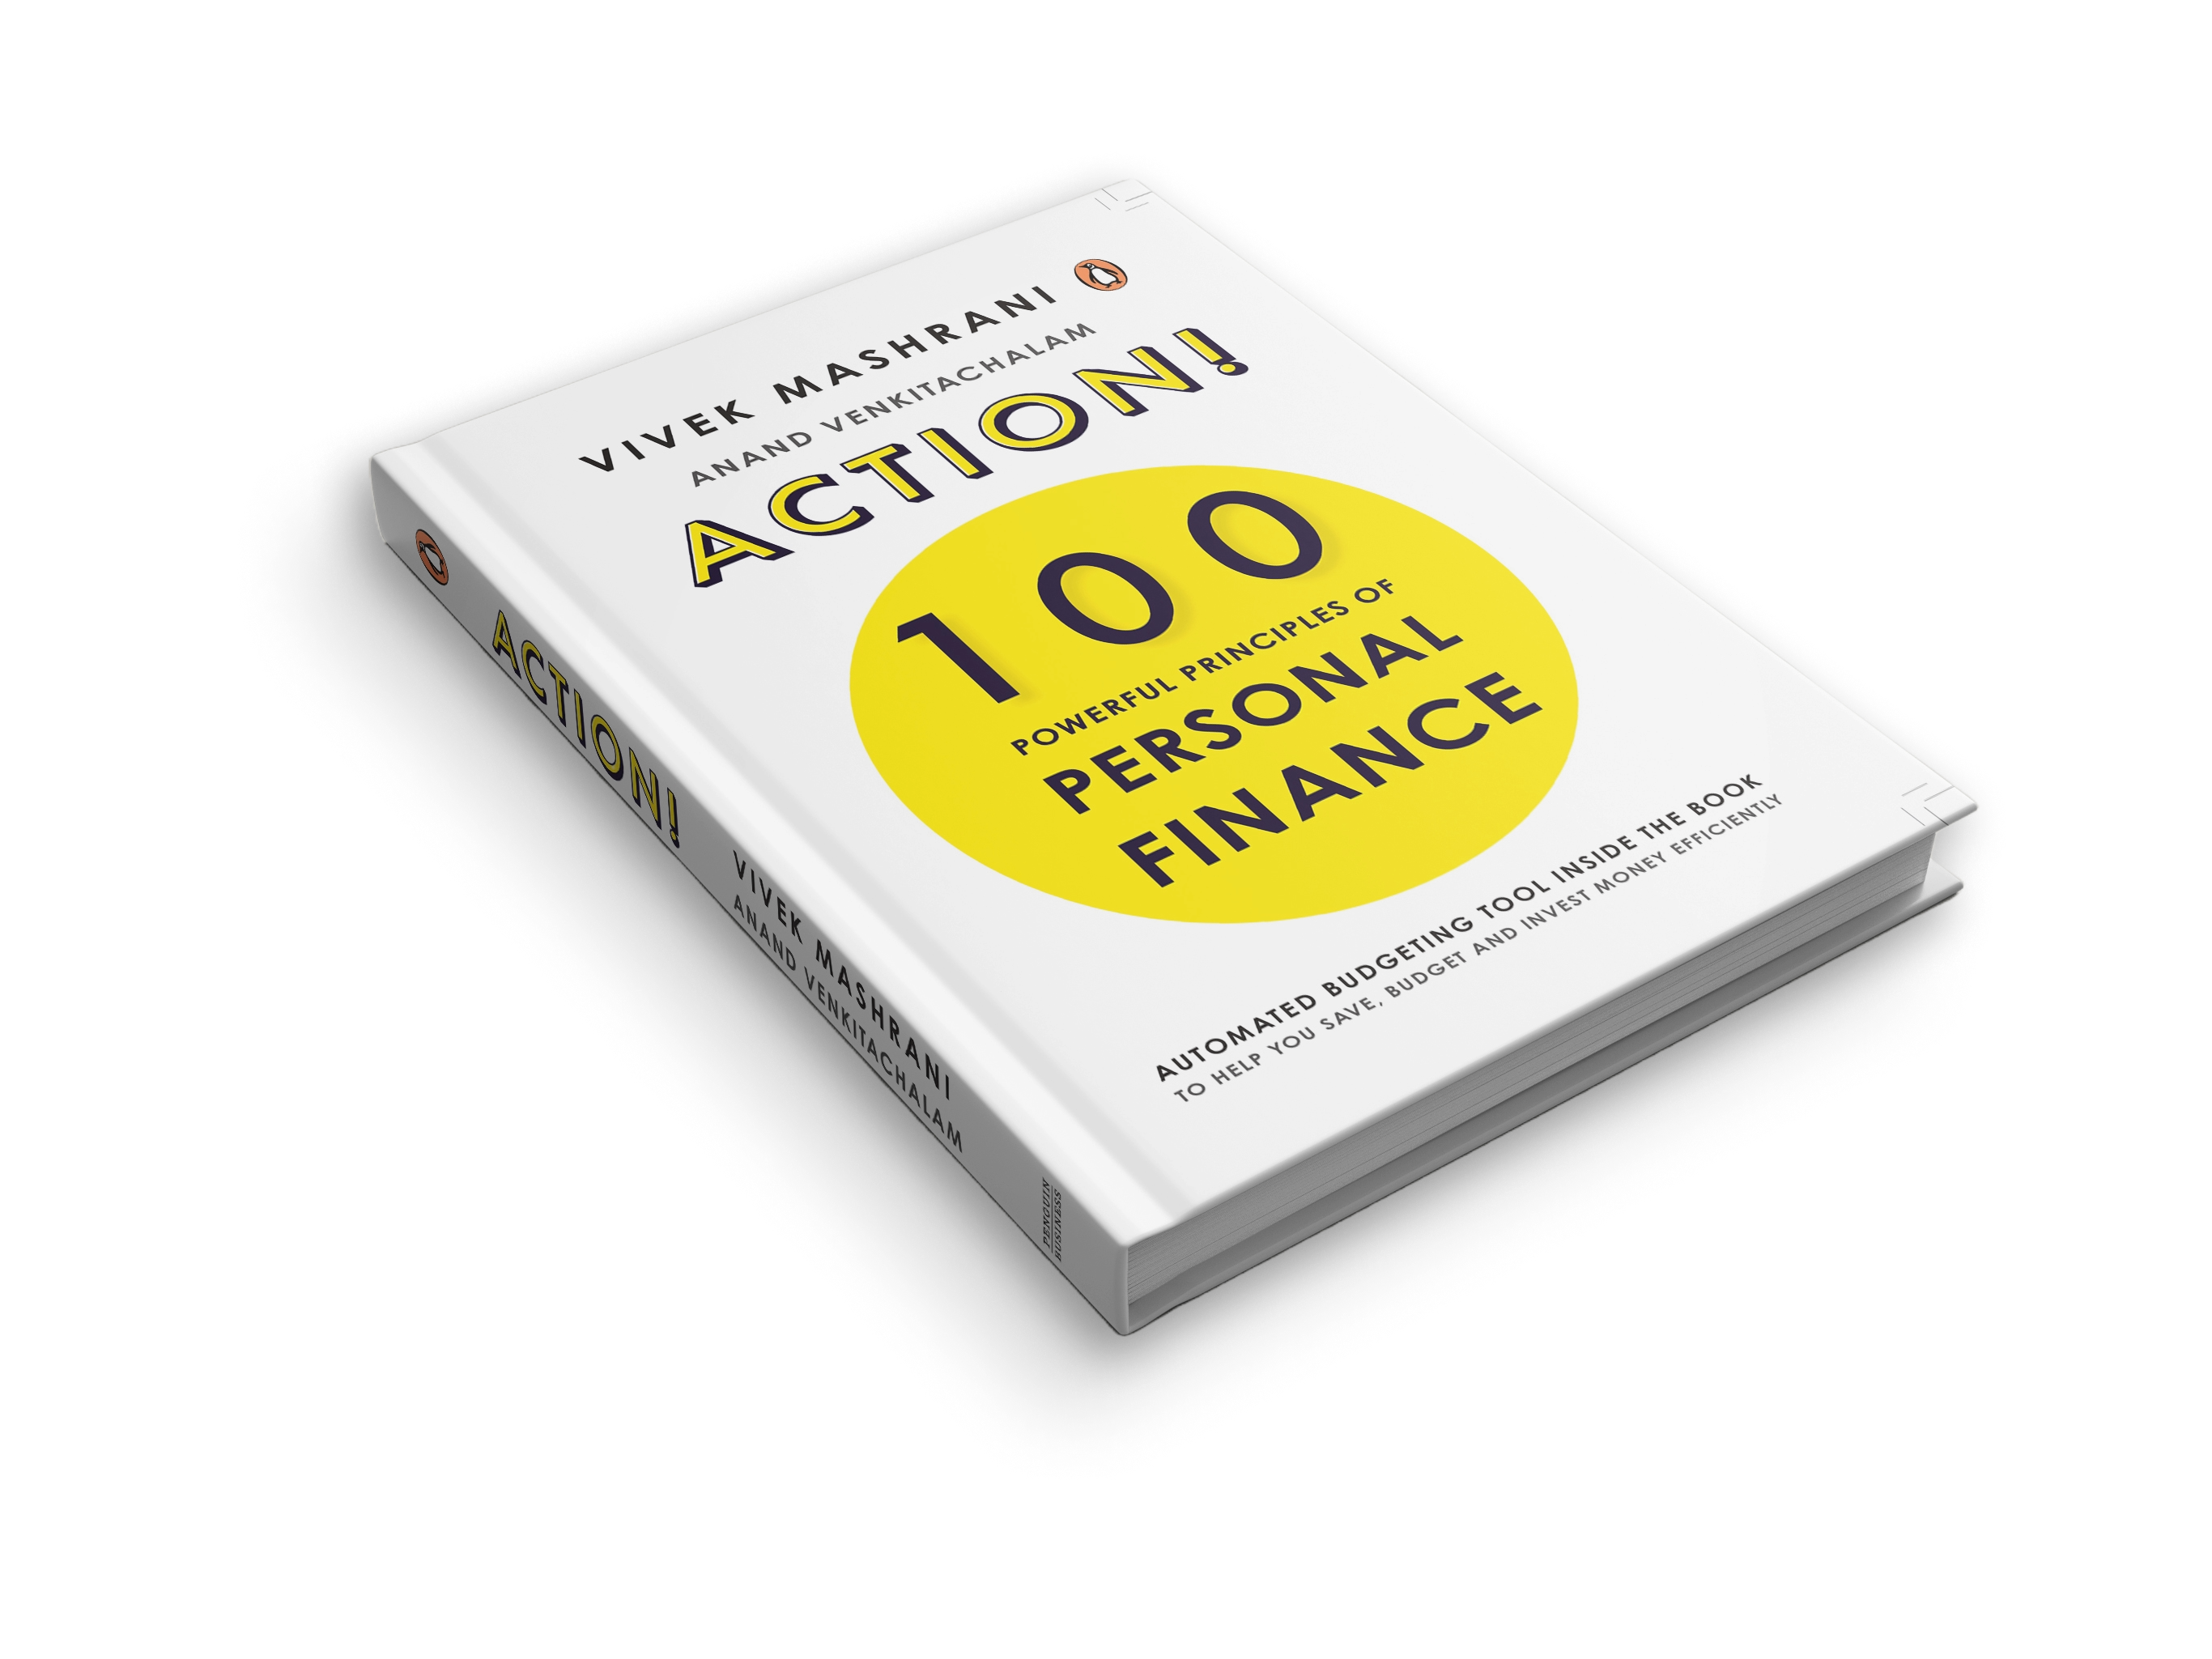 VIVEK MASHRANI
ANAND VENKITACHALAM
ACTION!
100
POWERFUL PRINCIPLES OF
PERSONAL
FINANCE
AUTOMATED BUDGETING TOOL INSIDE THE BOOK
TO HELP YOU SAVE, BUDGET AND INVEST MONEY EFFICIENTLY
ACTION!
VIVEK MASHRANI
ANAND VENKITACHALAM
PENGUIN
BUSINESS